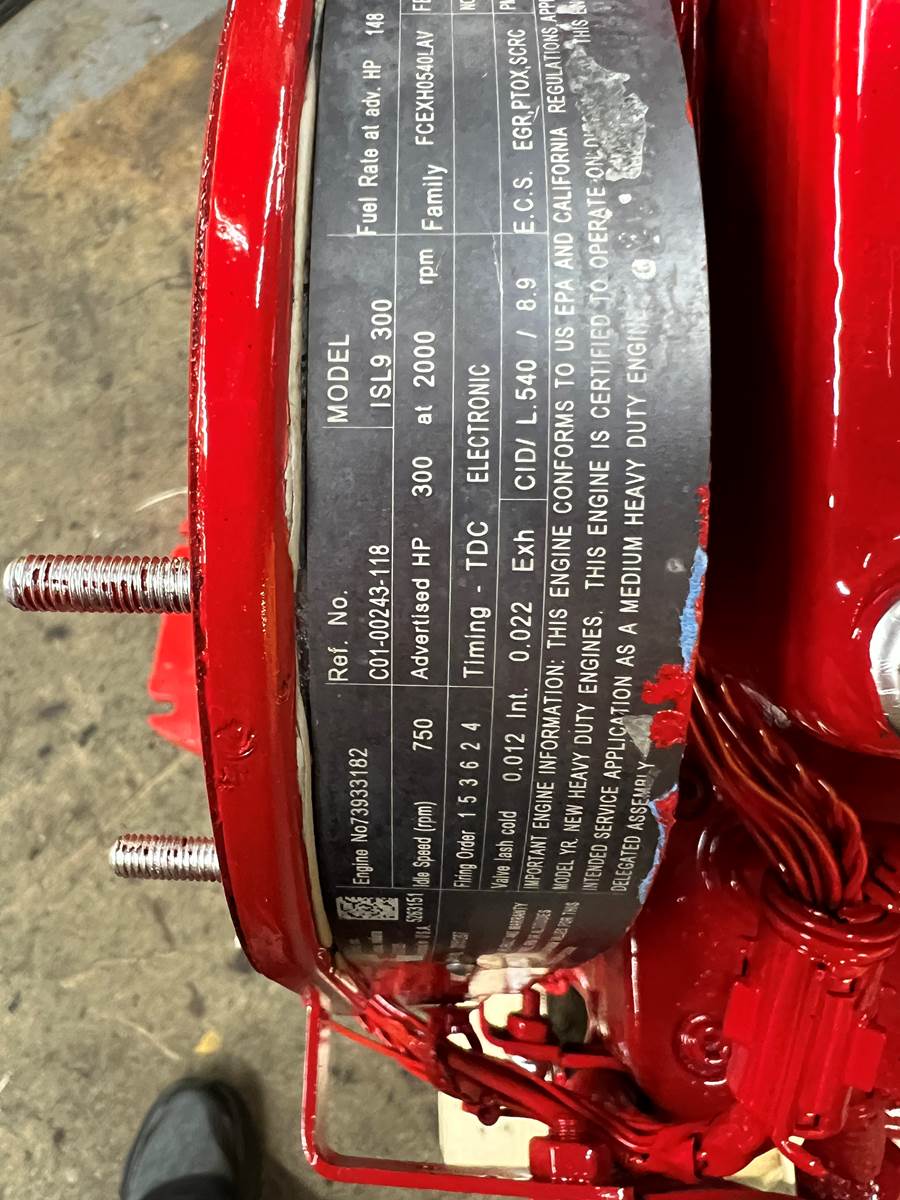 Engine No73933182
Ref. No.
C01-00243-118
MODEL
ISL9 300
Fuel Rate at adv. HP 148
Idle Speed (rpm) 750
Advertised HP 300 at 2000 rpm
Family FCEXH0540LAV
Firing Order 1 5 3 6 2 4
Timing - TDC ELECTRONIC
Valve lash cold 0.012 Int. 0.022 Exh
CID/ L. 540 / 8.9
E.C.S. EGR,PTOX,SCRC
IMPORTANT ENGINE INFORMATION: THIS ENGINE CONFORMS TO US EPA AND CALIFORNIA REGULATIONS
MODEL YR. NEW HEAVY DUTY ENGINES. THIS ENGINE IS CERTIFIED TO OPERATE ON
INTENDED SERVICE APPLICATION AS A MEDIUM HEAVY DUTY ENGINE
DELEGATED ASSEMBLY
U.S.A. 5263151
WARRANTY